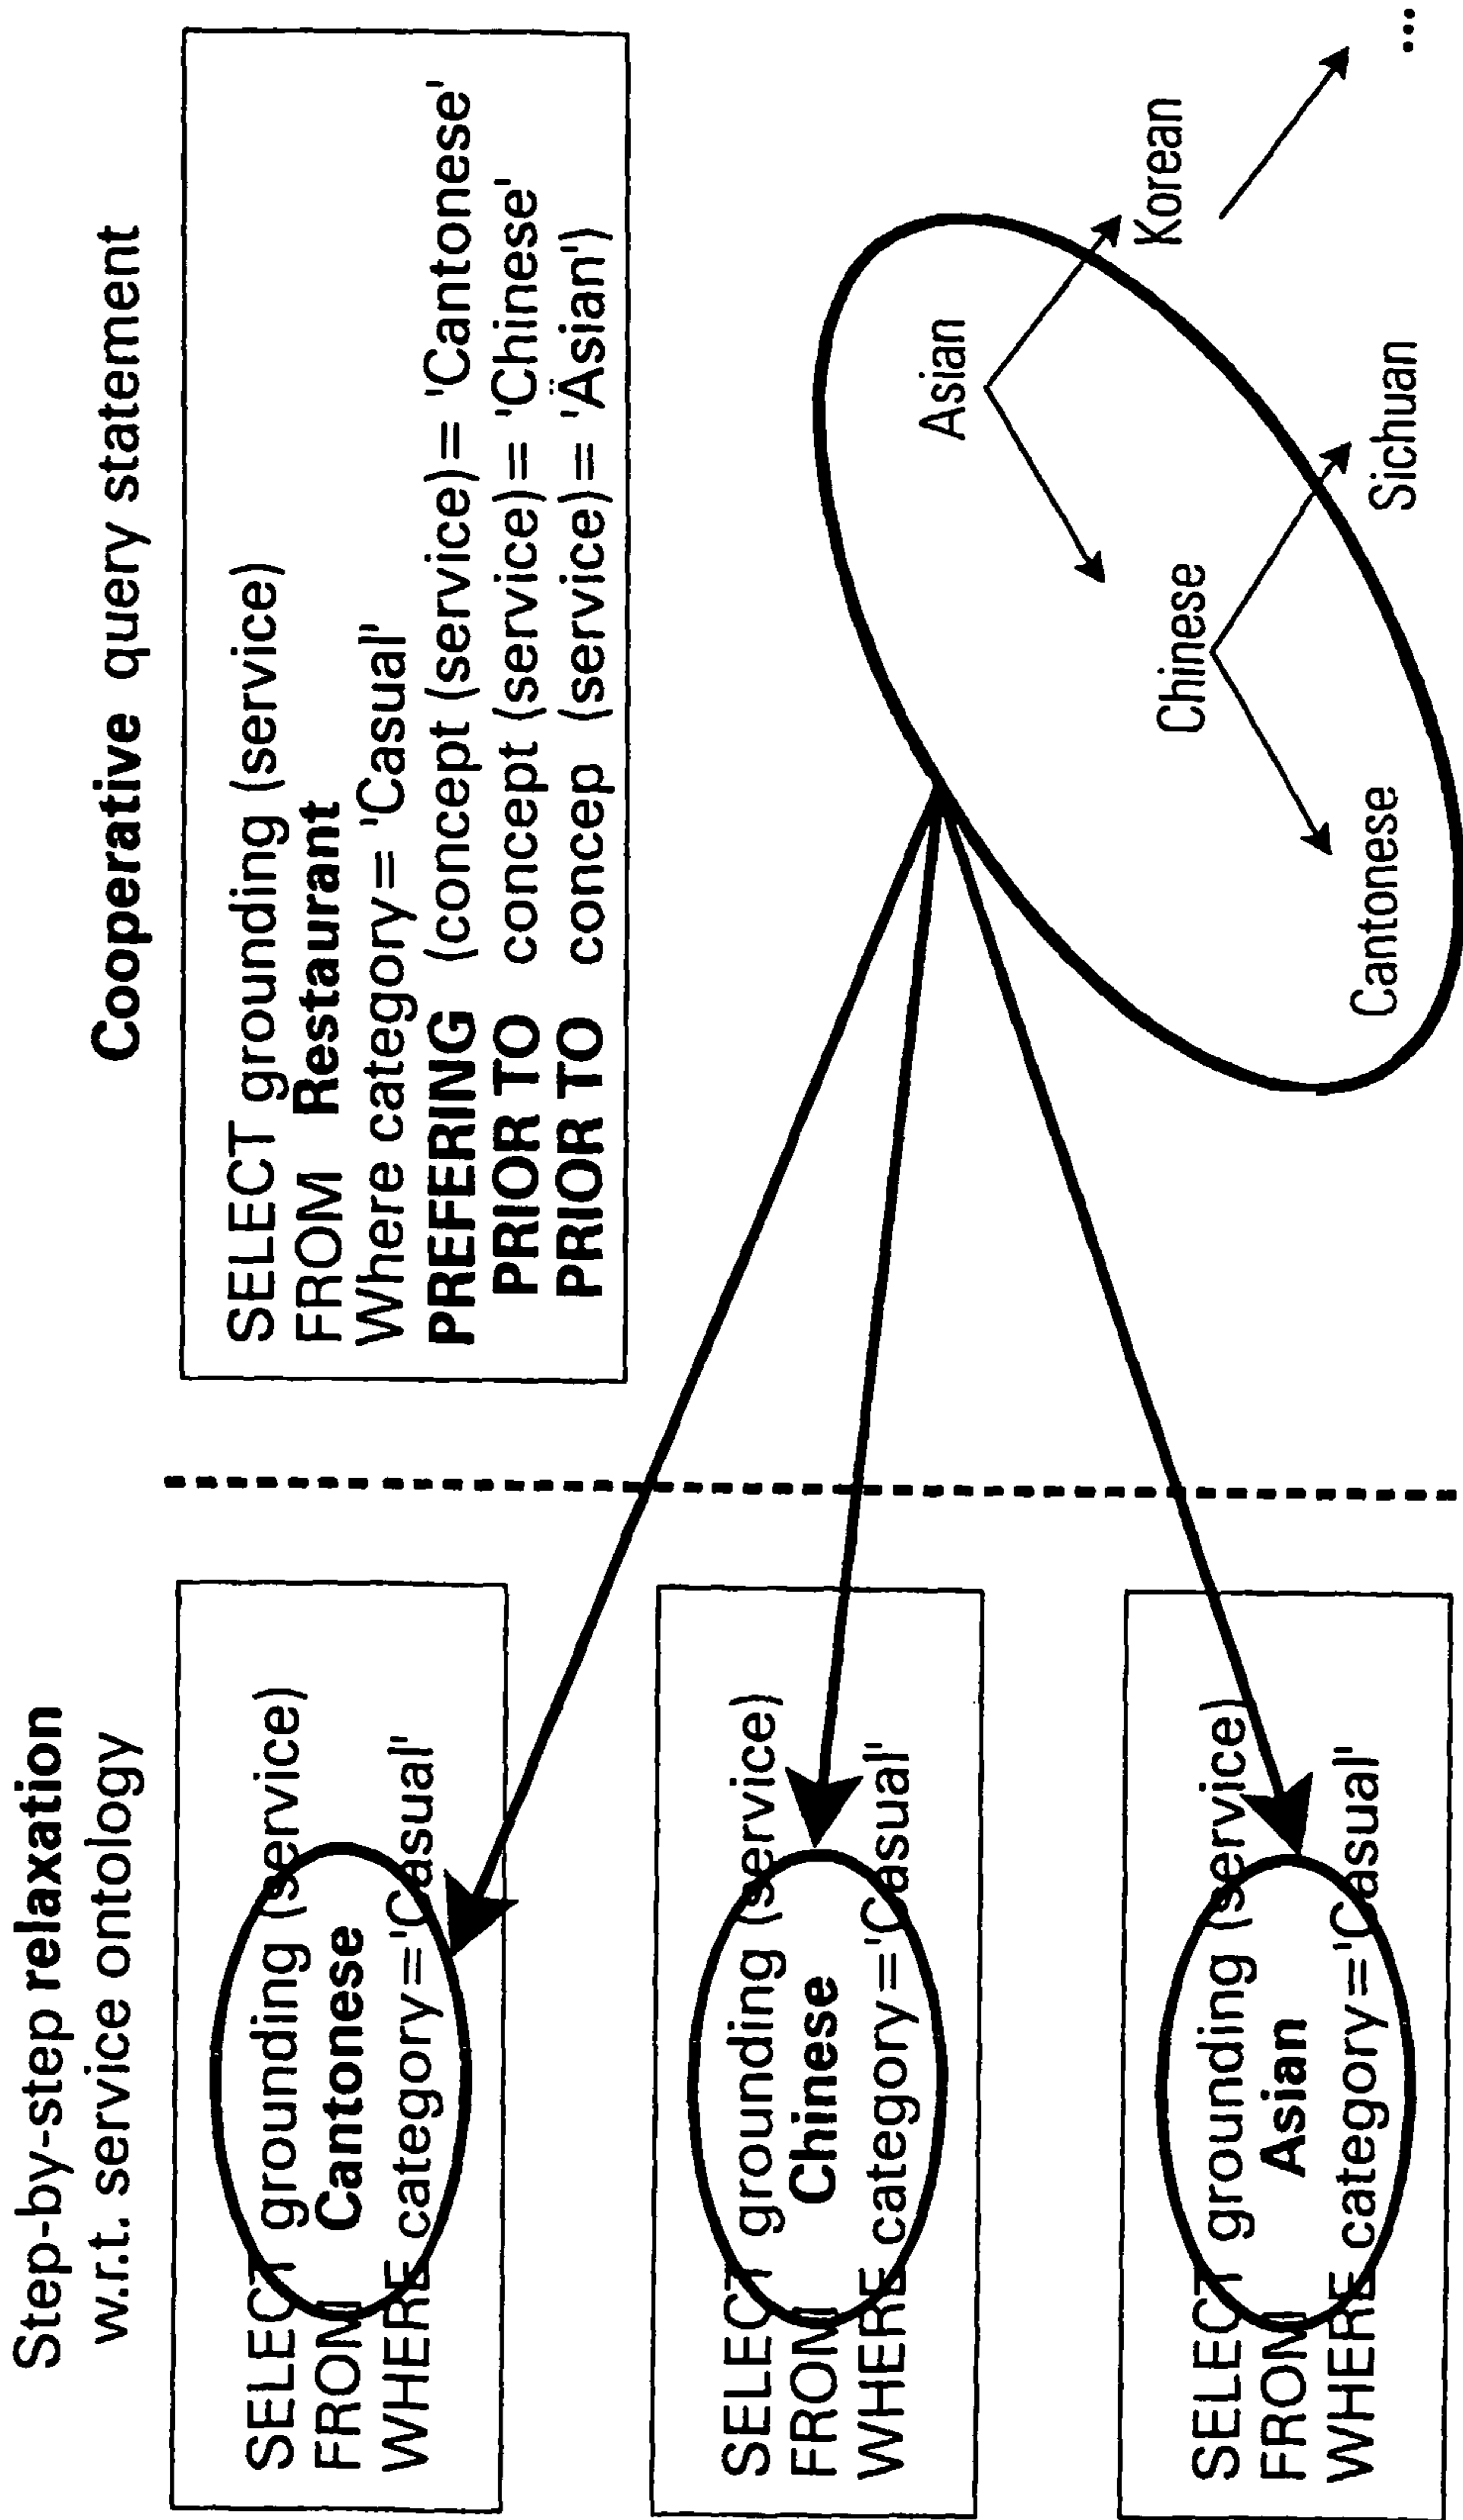 Step-by-step relaxation
w.r.t. service ontology
SELECT grounding (service)
FROM Cantonese
WHERE category='Casual'
SELECT grounding (service)
FROM Chinese
WHERE category='Casual'
SELECT grounding (service)
FROM Asian
WHERE category='Casual'
Cooperative query statement
SELECT grounding (service)
FROM Restaurant
Where category='Casual'
PREFERING (concept (service)='Cantonese'
PRIOR TO concept (service)='Chinese'
PRIOR TO concep (service)='Äsian')
Asian
Chinese
Korean
Cantonese
Sichuan
...